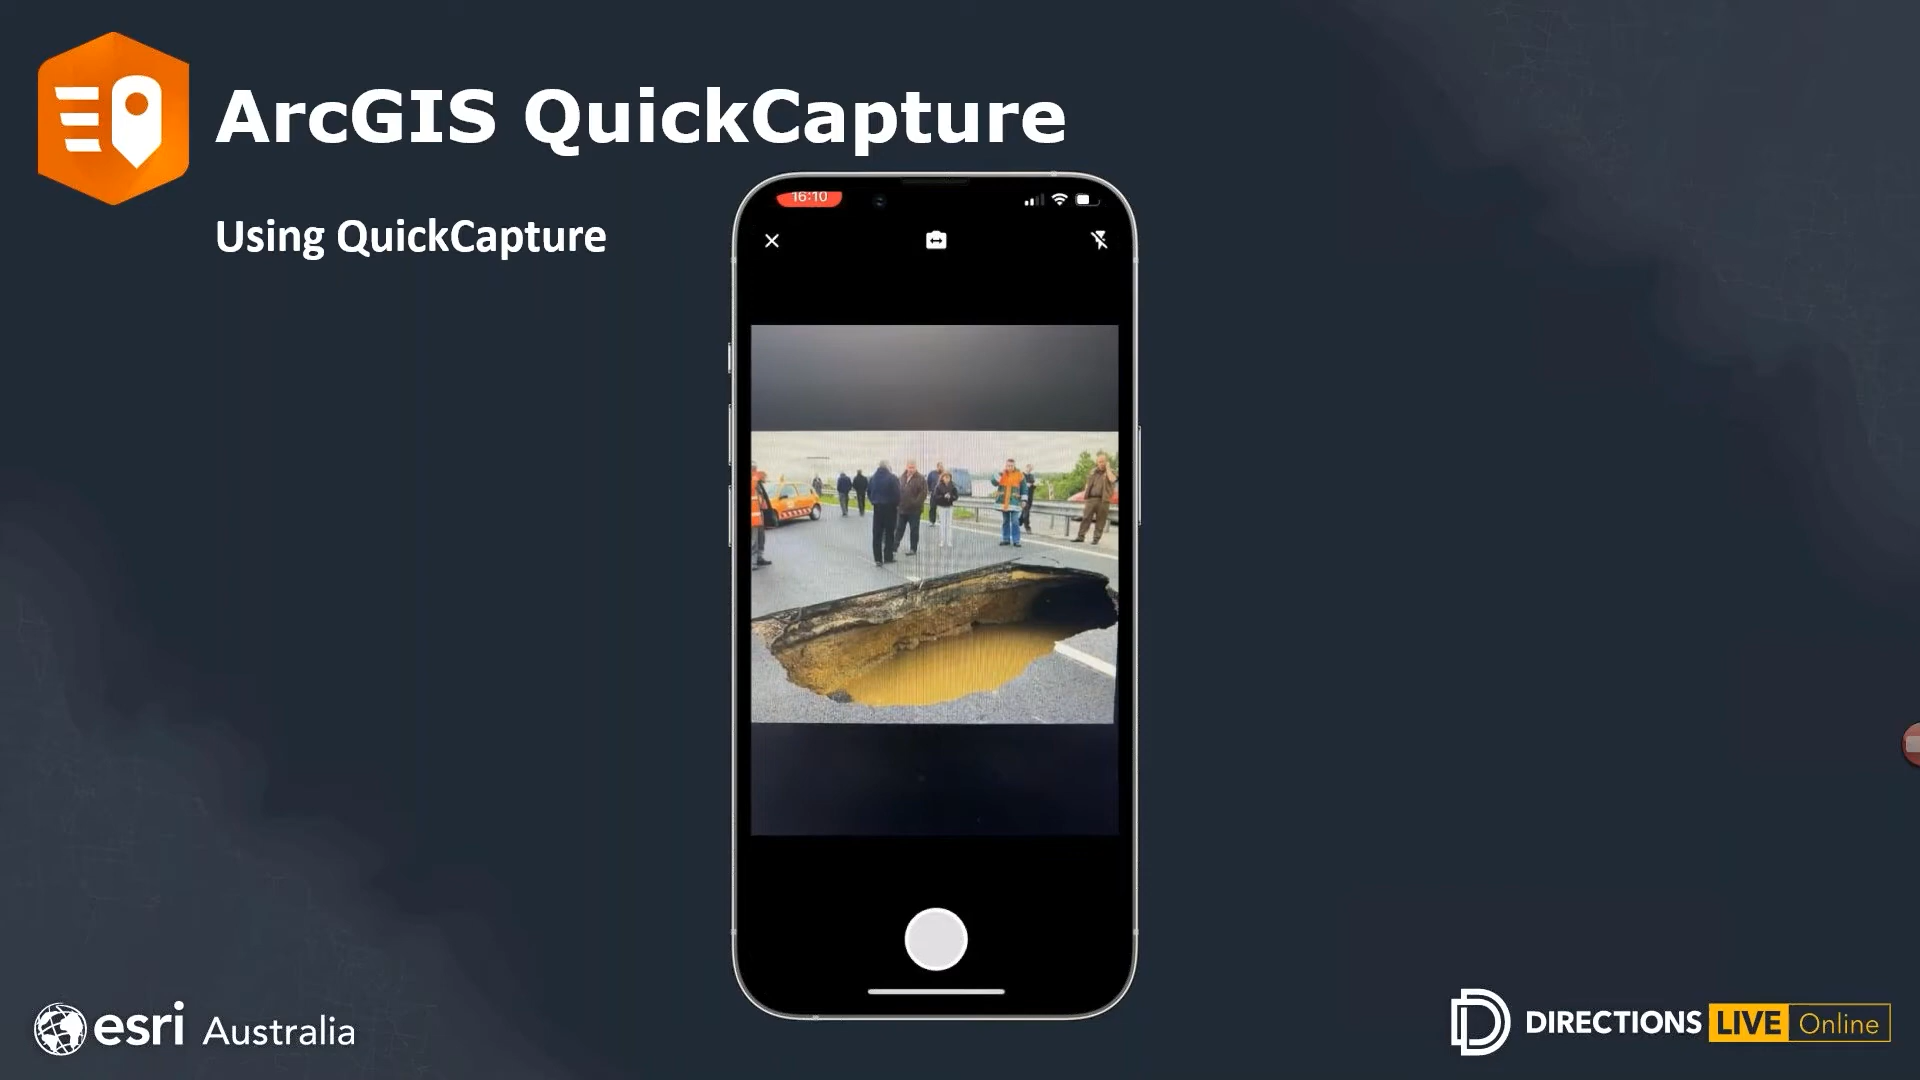 ArcGIS QuickCapture
Using QuickCapture
16:10
esri Australia
DIRECTIONS LIVE Online